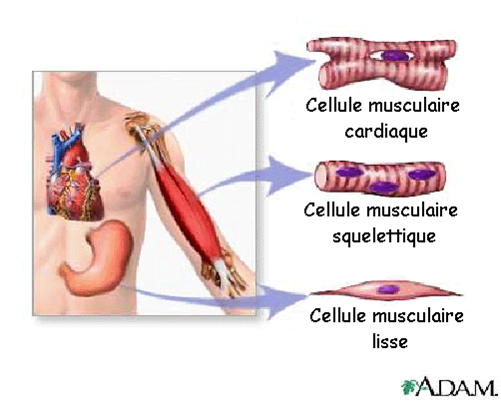 Cellule musculaire
cardiaque
Cellule musculaire
squelettique
Cellule musculaire
lisse
A.D.A.M.